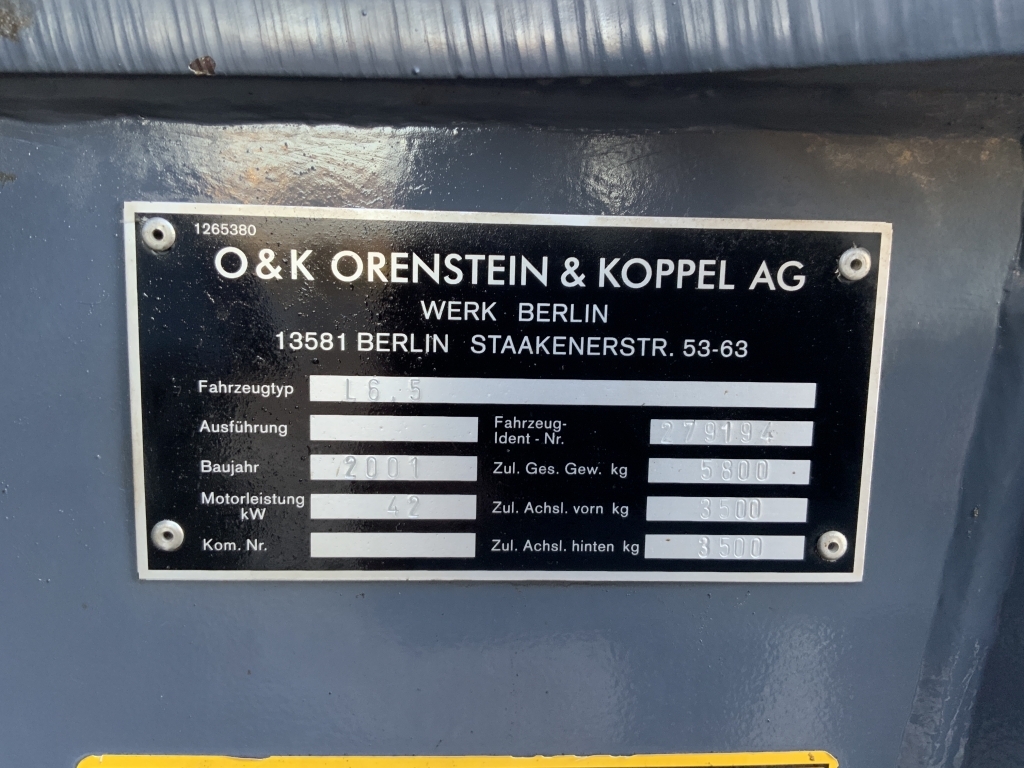 1265380
O & K ORENSTEIN & KOPPEL AG
WERK BERLIN
13581 BERLIN STAAKENERSTR. 53-63
Fahrzeugtyp L6.5
Ausführung Fahrzeug-Ident - Nr. 279194
Baujahr 2001 Zul. Ges. Gew. kg 5800
Motorleistung kW 42 Zul. Achsl. vorn kg 3500
Kom. Nr. Zul. Achsl. hinten kg 3500